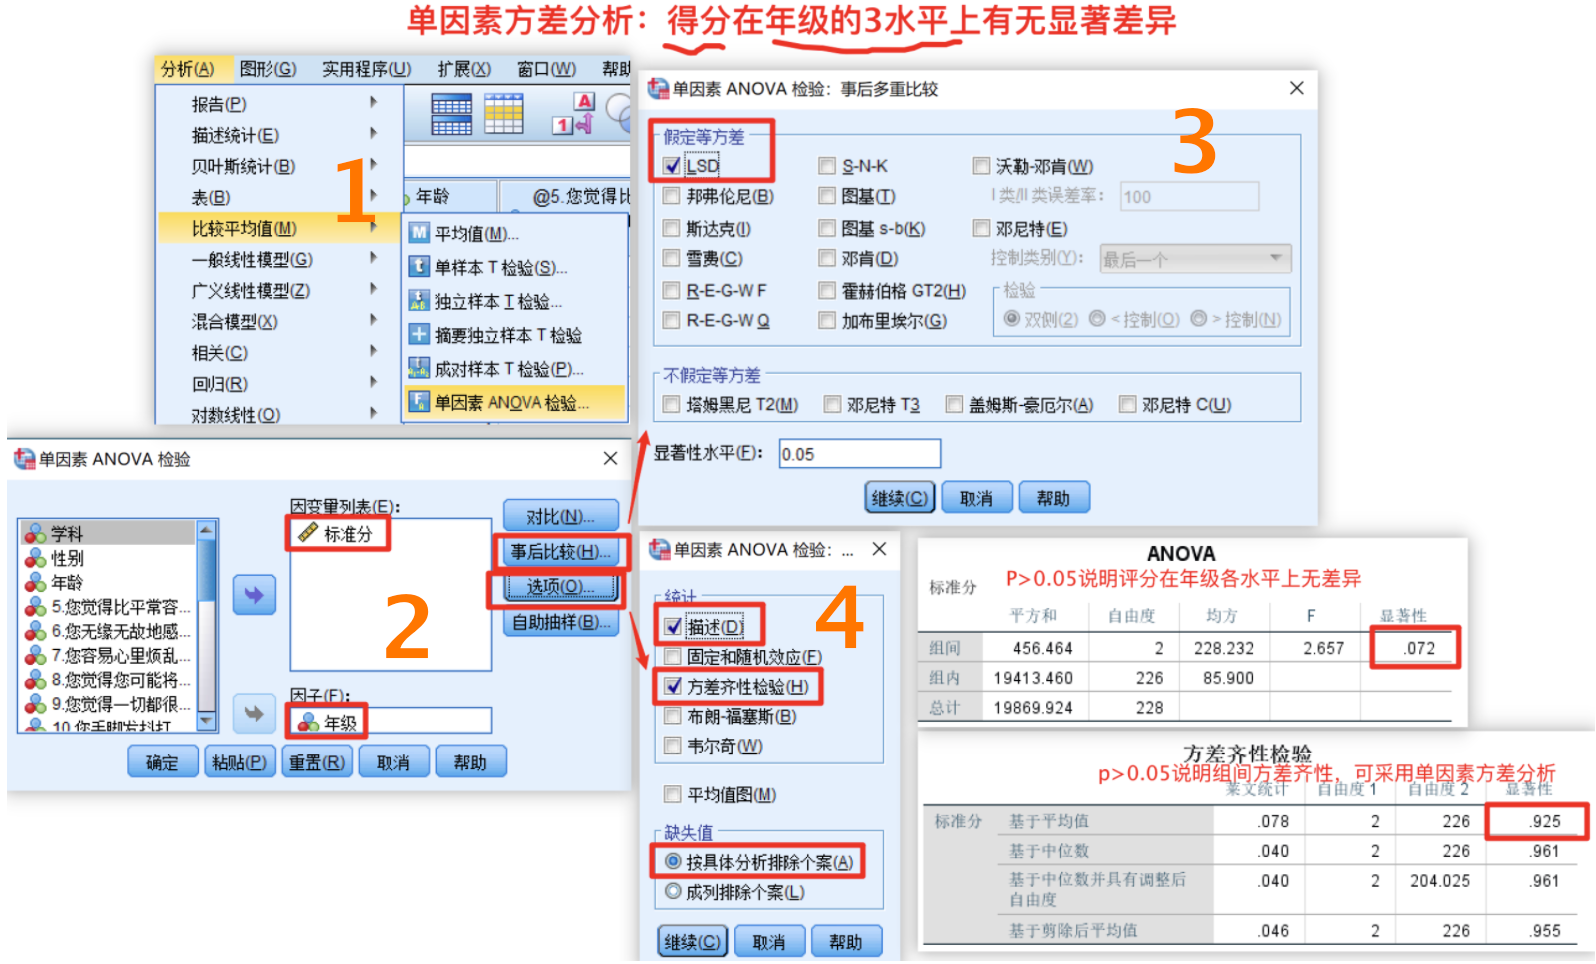 单因素方差分析：得分在年级的3水平上有无显著差异
分析(A) 图形(G) 实用程序(U) 扩展(X) 窗口(W) 帮助
报告(P)
描述统计(E)
贝叶斯统计(B)
表(B)
比较平均值(M)
一般线性模型(G)
广义线性模型(Z)
混合模型(X)
相关(C)
回归(R)
对数线性(O)
1
A
1
年龄 @5.您觉得比
平均值(M)...
单样本 T 检验(S)...
独立样本 T 检验...
摘要独立样本 T 检验
成对样本 T 检验(P)...
单因素 ANOVA 检验...
单因素 ANOVA 检验
学科
性别
年龄
5.您觉得比平常容...
6.您无缘无故地感...
7.您容易心里烦乱...
8.您觉得您可能将...
9.您觉得一切都很...
10.您手脚发抖打
因变量列表(E)：
标准分
2
因子(F)：
年级
对比(N)...
事后比较(H)...
选项(O)...
自助抽样(B)...
确定 粘贴(P) 重置(R) 取消 帮助
单因素 ANOVA 检验：事后多重比较
3
假定等方差
LSD S-N-K 沃勒-邓肯(W)
邦弗伦尼(B) 图基(T) I 类/II 类误差率： 100
斯达克(I) 图基 s-b(K) 邓尼特(E)
雪费(C) 邓肯(D) 控制类别(Y)： 最后一个
R-E-G-W F 霍赫伯格 GT2(H) 检验
R-E-G-W Q 加布里埃尔(G) 双侧(2) < 控制(O) > 控制(N)
不假定等方差
塔姆黑尼 T2(M) 邓尼特 T3 盖姆斯-豪厄尔(A) 邓尼特 C(U)
显著性水平(F)： 0.05
继续(C) 取消 帮助
单因素 ANOVA 检验：...
4
统计
描述(D)
固定和随机效应(F)
方差齐性检验(H)
布朗-福塞斯(B)
韦尔奇(W)
平均值图(M)
缺失值
按具体分析排除个案(A)
成列排除个案(L)
继续(C) 取消 帮助
ANOVA
标准分 P>0.05说明评分在年级各水平上无差异
平方和 自由度 均方 F 显著性
组间 456.464 2 228.232 2.657 .072
组内 19413.460 226 85.900
总计 19869.924 228
方差齐性检验
p>0.05说明组间方差齐性，可采用单因素方差分析
莱文统计 自由度 1 自由度 2 显著性
标准分 基于平均值 .078 2 226 .925
基于中位数 .040 2 226 .961
基于中位数并具有调整后 .040 2 204.025 .961
自由度
基于剪除后平均值 .046 2 226 .955